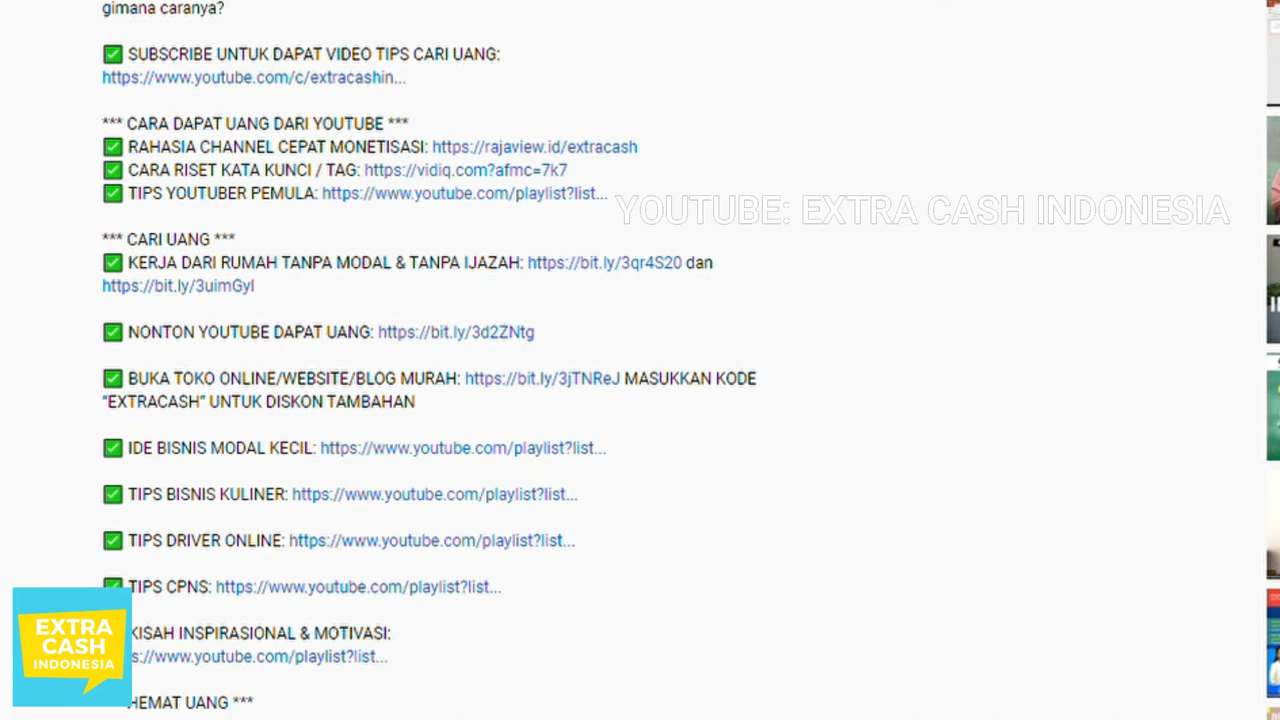 gimana caranya?
✅ SUBSCRIBE UNTUK DAPAT VIDEO TIPS CARI UANG:
https://www.youtube.com/c/extracashin...
*** CARA DAPAT UANG DARI YOUTUBE ***
✅ RAHASIA CHANNEL CEPAT MONETISASI: https://rajaview.id/extracash
✅ CARA RISET KATA KUNCI / TAG: https://vidiq.com?afmc=7k7
✅ TIPS YOUTUBER PEMULA: https://www.youtube.com/playlist?list...
YOUTUBE: EXTRA CASH INDONESIA
*** CARI UANG ***
✅ KERJA DARI RUMAH TANPA MODAL & TANPA IJAZAH: https://bit.ly/3qr4S20 dan
https://bit.ly/3uimGyl
✅ NONTON YOUTUBE DAPAT UANG: https://bit.ly/3d2ZNtg
✅ BUKA TOKO ONLINE/WEBSITE/BLOG MURAH: https://bit.ly/3jTNReJ MASUKKAN KODE
“EXTRACASH” UNTUK DISKON TAMBAHAN
✅ IDE BISNIS MODAL KECIL: https://www.youtube.com/playlist?list...
✅ TIPS BISNIS KULINER: https://www.youtube.com/playlist?list...
✅ TIPS DRIVER ONLINE: https://www.youtube.com/playlist?list...
✅ TIPS CPNS: https://www.youtube.com/playlist?list...
KISAH INSPIRASIONAL & MOTIVASI:
s://www.youtube.com/playlist?list...
HEMAT UANG ***
EXTRA
CASH
INDONESIA